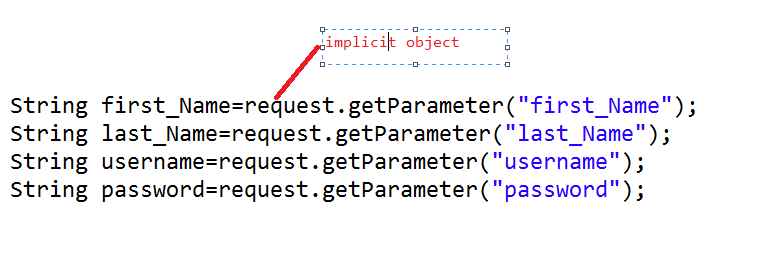 implicit object
String first_Name=request.getParameter("first_Name");
String last_Name=request.getParameter("last_Name");
String username=request.getParameter("username");
String password=request.getParameter("password");